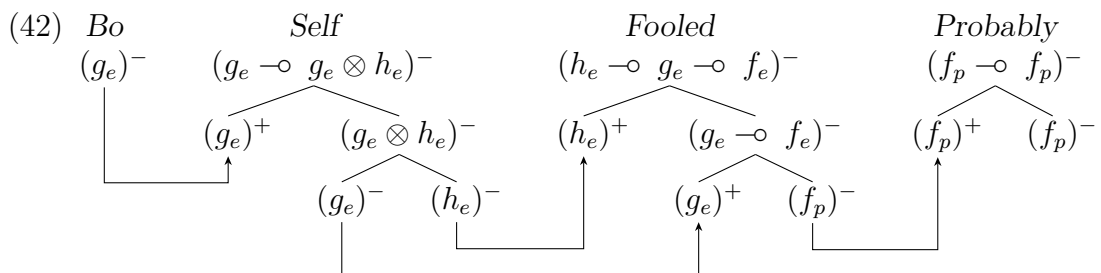 (42) Bo Self Fooled Probably
(g_e)^− (g_e ⊸ g_e ⊗ h_e)^− (h_e ⊸ g_e ⊸ f_e)^− (f_p ⊸ f_p)^−
(g_e)^+ (g_e ⊗ h_e)^− (h_e)^+ (g_e ⊸ f_e)^− (f_p)^+ (f_p)^−
(g_e)^− (h_e)^− (g_e)^+ (f_p)^−